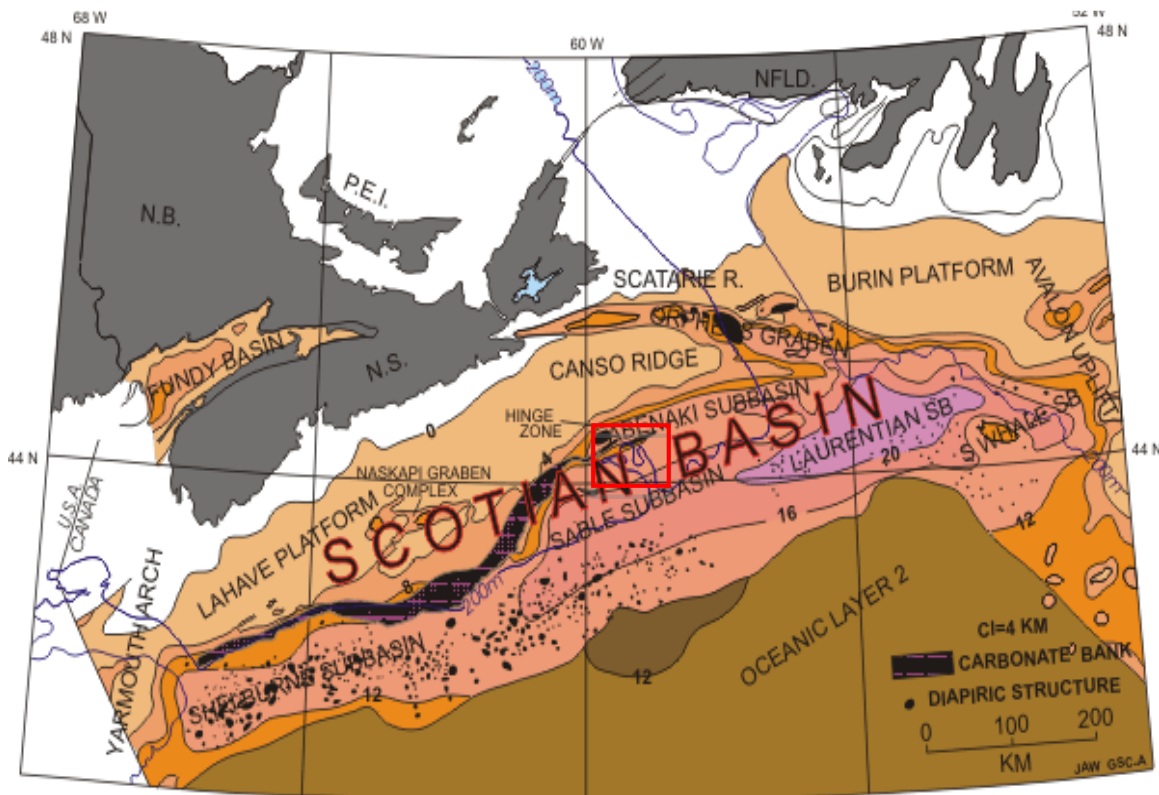 68 W
52 W
48 N
60 W
48 N
200m
NFLD.
P.E.I.
N.B.
SCATARIE R.
BURIN PLATFORM
AVALON UPLIFT
ORPHEUS GRABEN
FUNDY BASIN
N.S.
CANSO RIDGE
HINGE
ZONE
ABENAKI SUBBASIN
0
4
44 N
LAURENTIAN SB
S WHALE SB
44 N
NASKAPI GRABEN
COMPLEX
SCOTIAN BASIN
20
200m
U.S.A.
CANADA
SABLE SUBBASIN
16
12
LAHAVE PLATFORM
8
200m
YARMOUTH ARCH
SHELBURNE SUBBASIN
12
12
OCEANIC LAYER 2
CI=4 KM
CARBONATE BANK
DIAPIRIC STRUCTURE
0 100 200
KM
JAW GSC-A